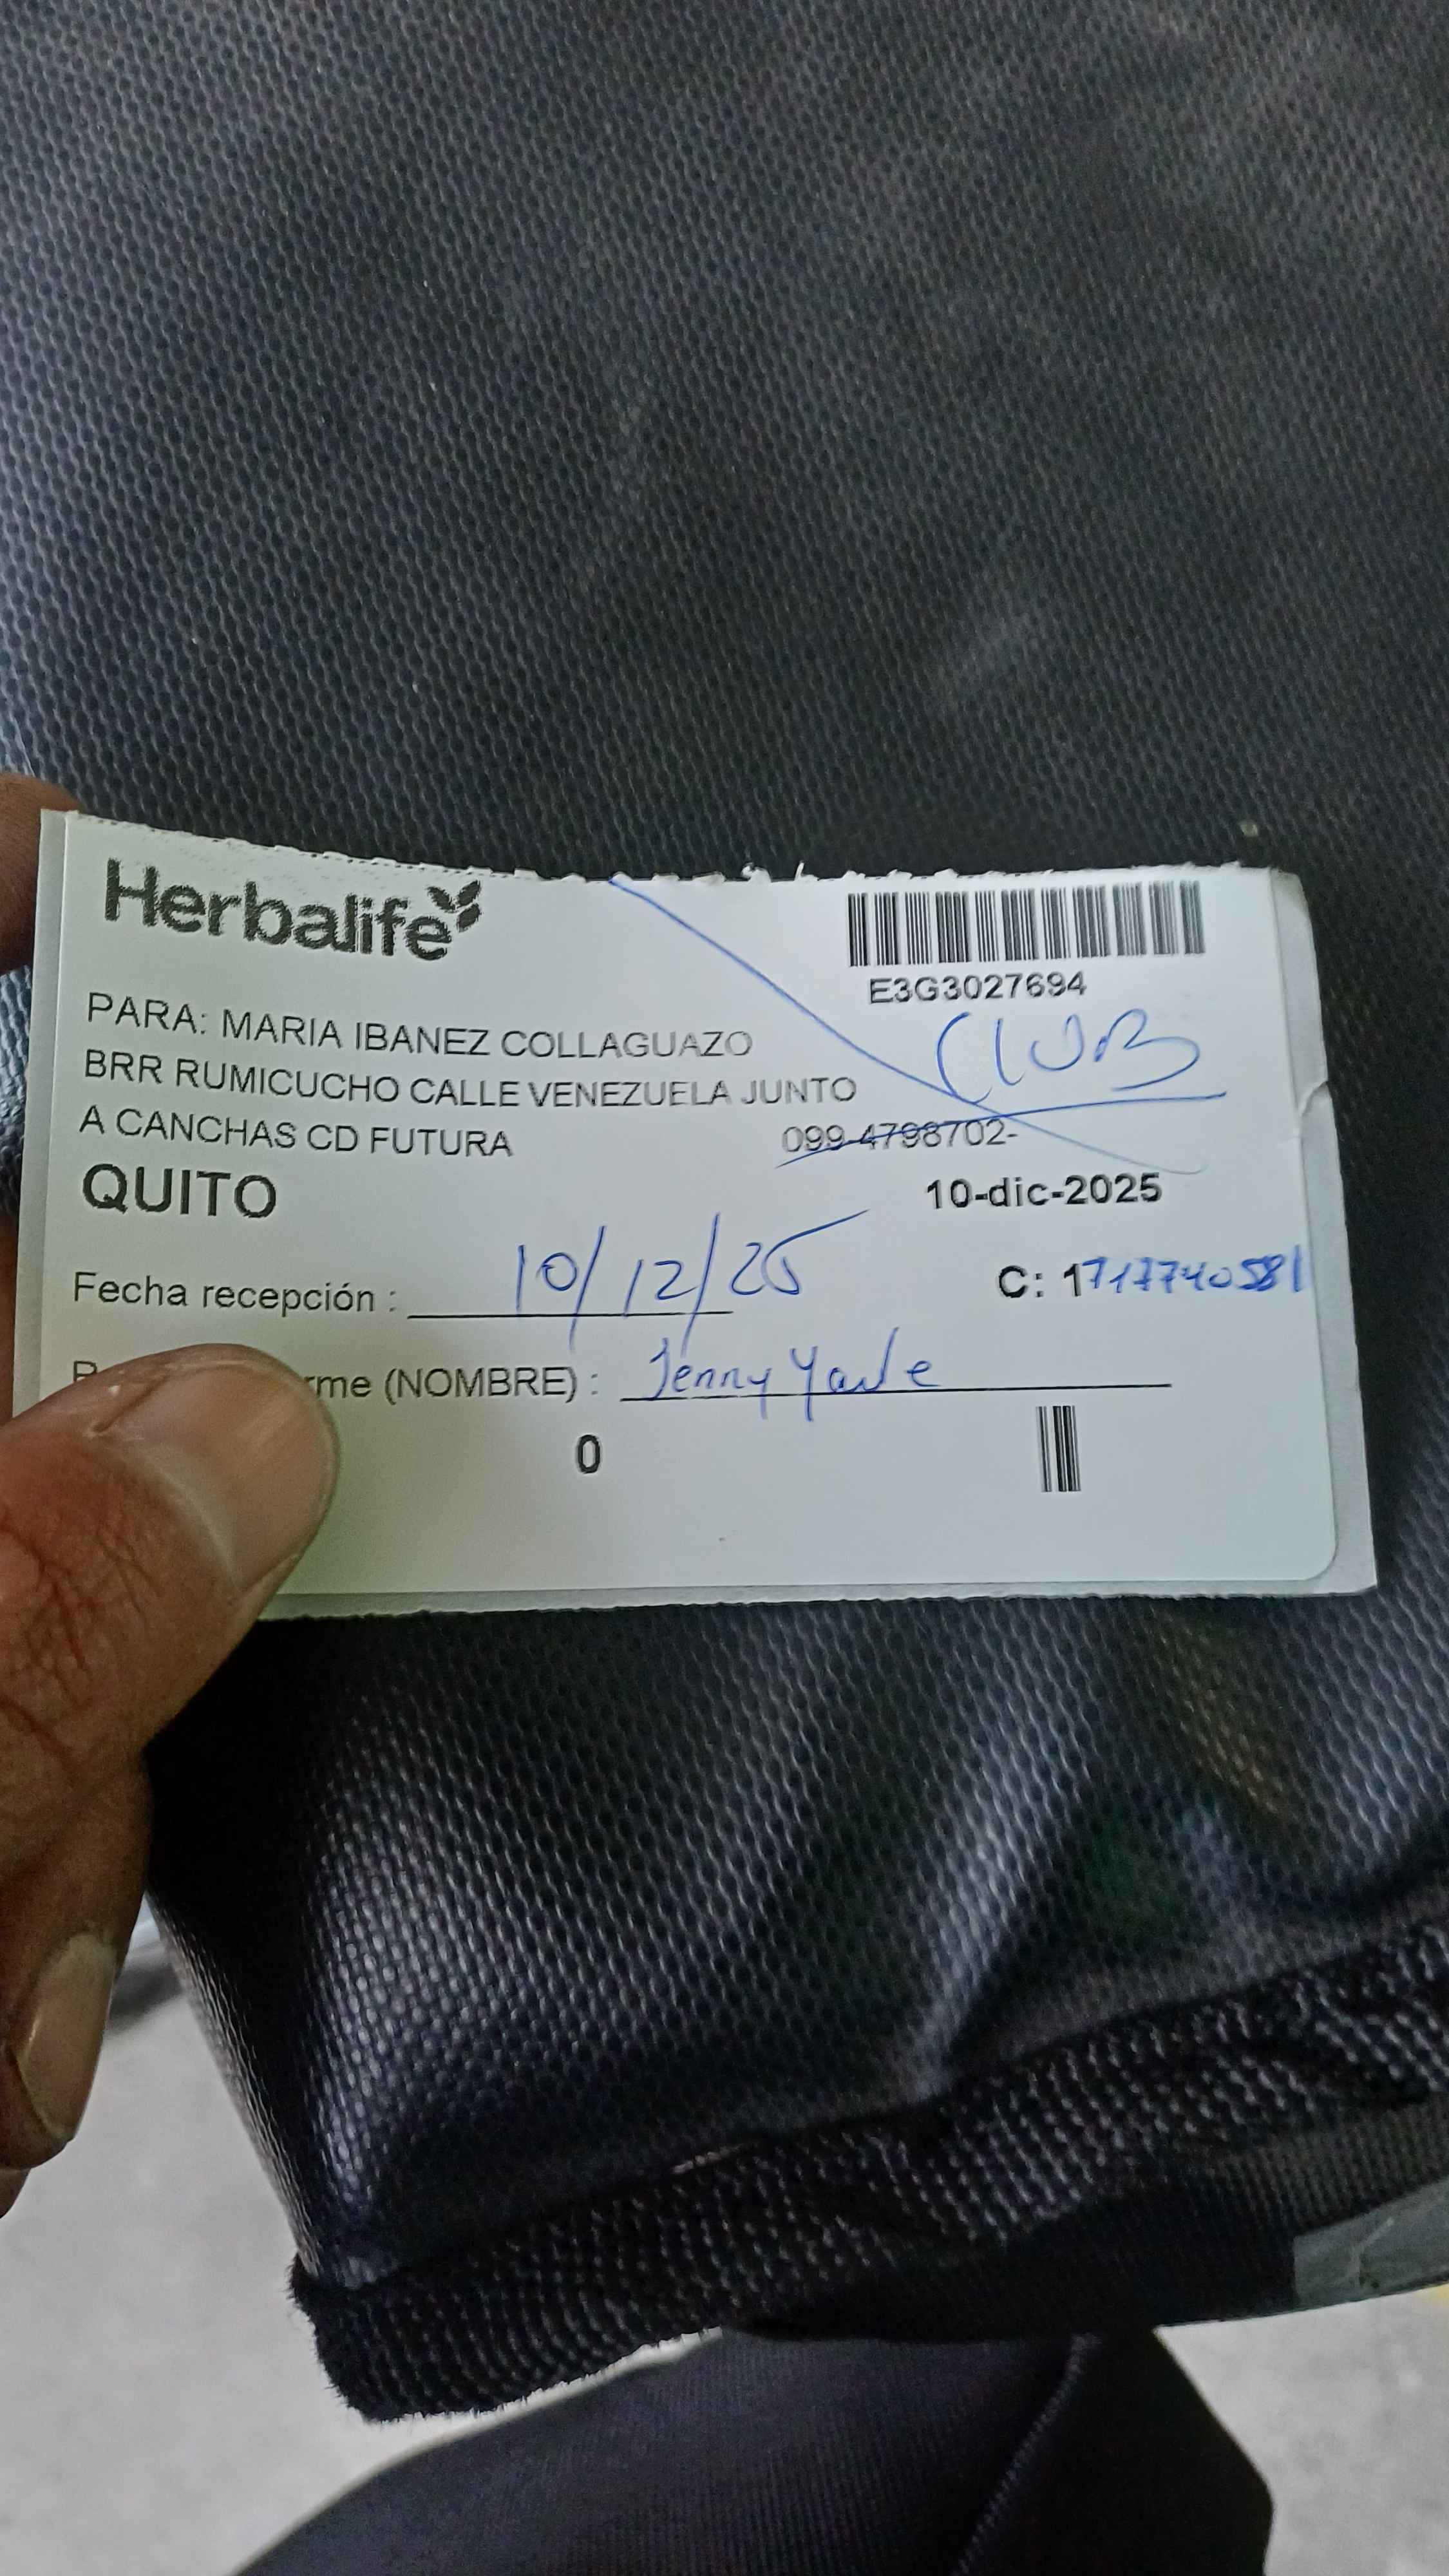 Herbalife
E3G3027694
PARA: MARIA IBANEZ COLLAGUAZO
CLUB
BRR RUMICUCHO CALLE VENEZUELA JUNTO
A CANCHAS CD FUTURA 099-4798702-
QUITO 10-dic-2025
Fecha recepción : 10/12/25 C: 1717740581
rme (NOMBRE) : Jenny
0